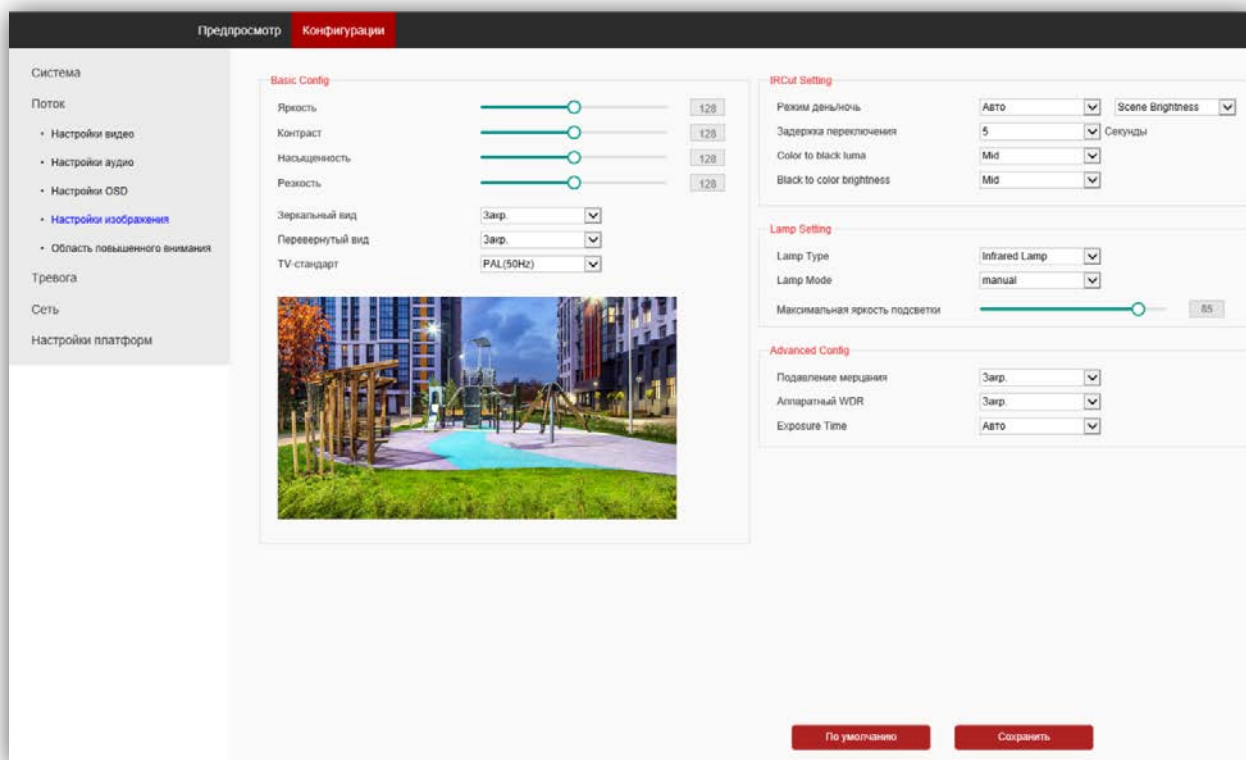 Предпросмотр Конфигурации
Система
Поток
• Настройки видео
• Настройки аудио
• Настройки OSD
• Настройки изображения
• Область повышенного внимания
Тревога
Сеть
Настройки платформ
Basic Config
Яркость 128
Контраст 128
Насыщенность 128
Резкость 128
Зеркальный вид Закр.
Перевернутый вид Закр.
TV-стандарт PAL(50Hz)
IRCut Setting
Режим день/ночь Авто Scene Brightness
Задержка переключения 5 Секунды
Color to black luma Mid
Black to color brightness Mid
Lamp Setting
Lamp Type Infrared Lamp
Lamp Mode manual
Максимальная яркость подсветки 85
Advanced Config
Подавление мерцания Закр.
Аппаратный WDR Закр.
Exposure Time Авто
По умолчанию Сохранить